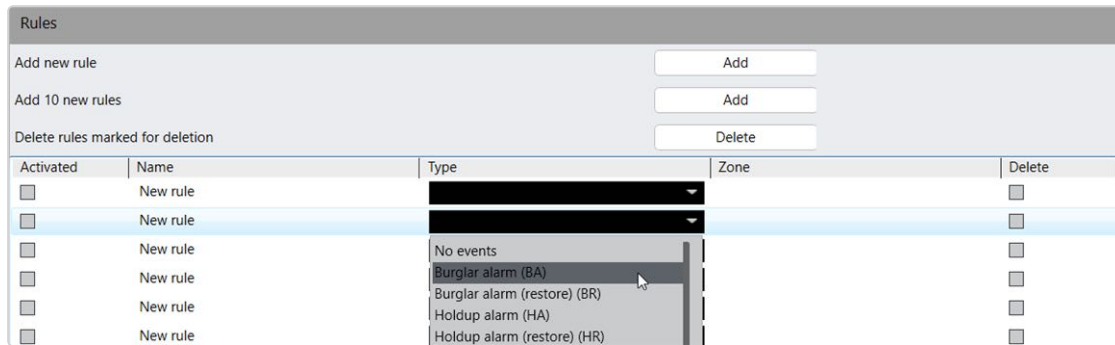 Rules
Add new rule Add
Add 10 new rules Add
Delete rules marked for deletion Delete
Activated Name Type Zone Delete
New rule
New rule
New rule No events
New rule Burglar alarm (BA)
Burglar alarm (restore) (BR)
New rule Holdup alarm (HA)
New rule Holdup alarm (restore) (HR)